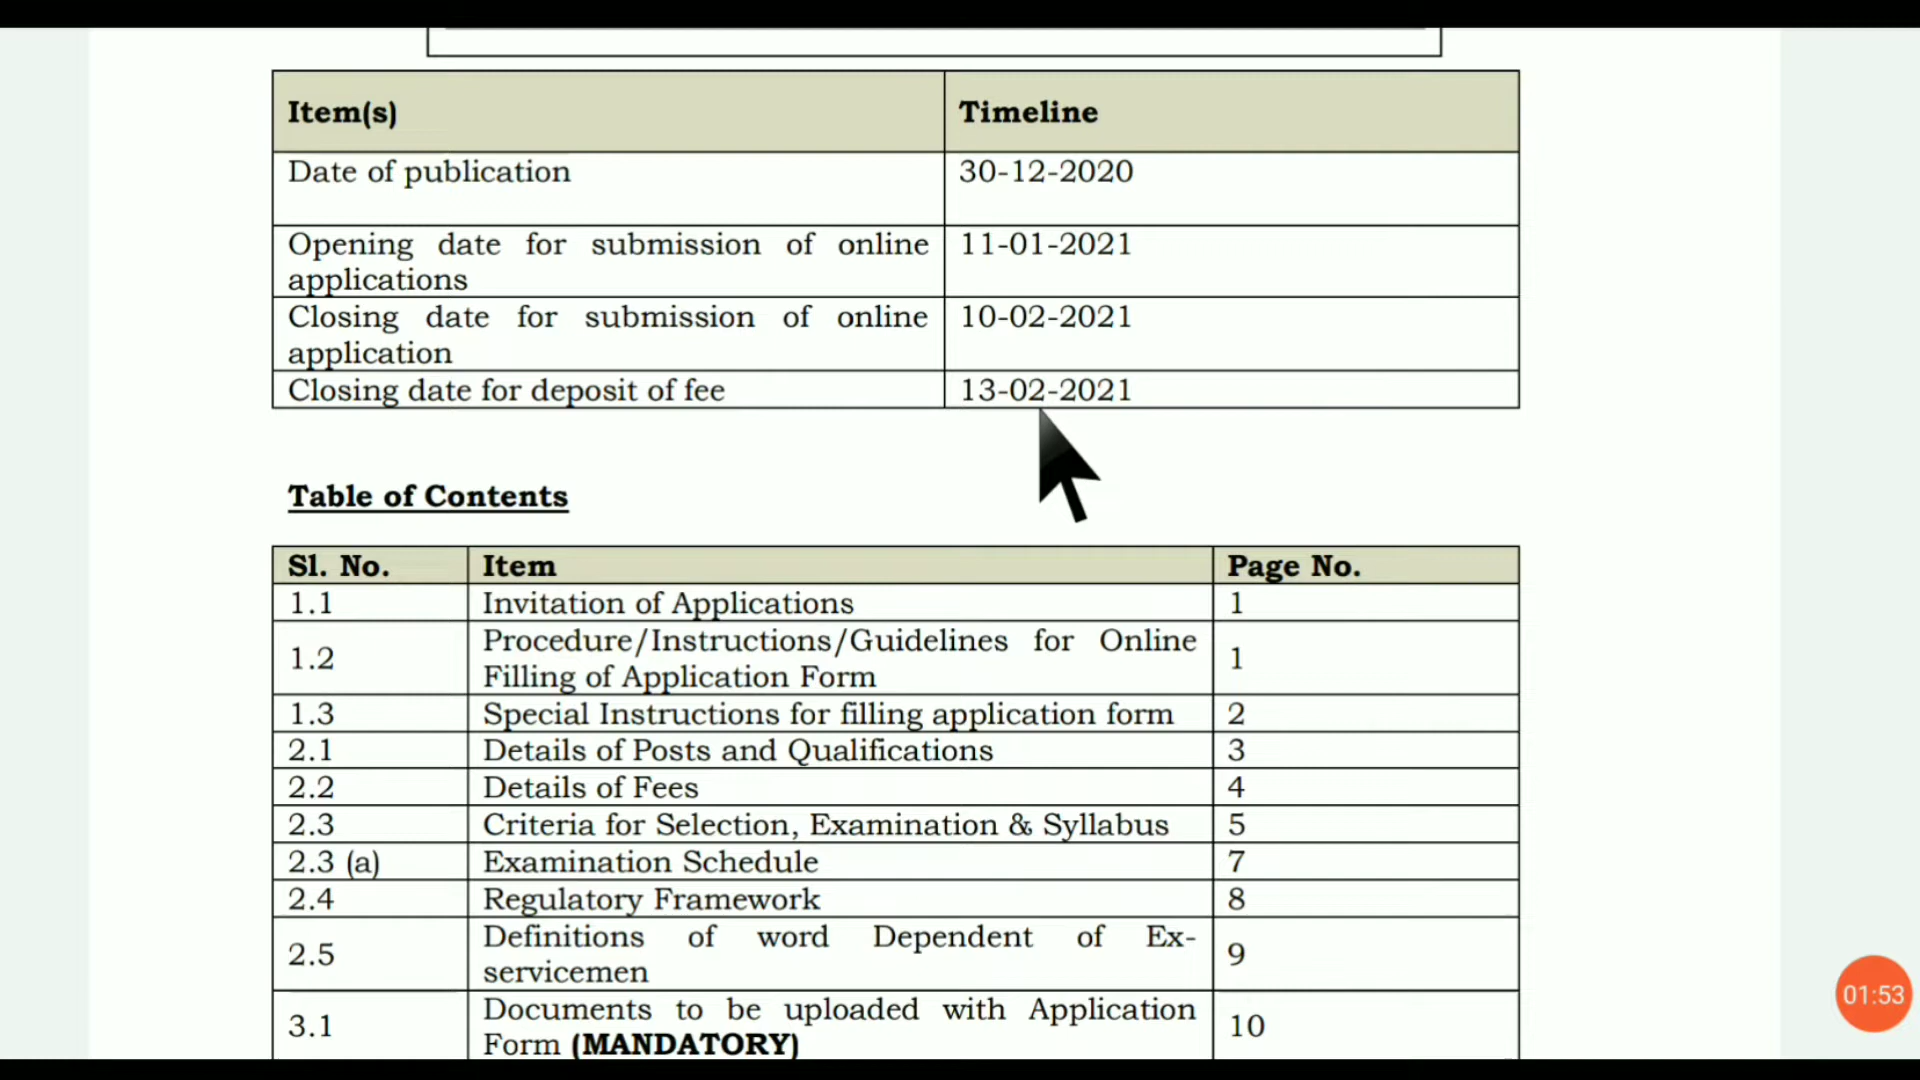 Item(s) Timeline
Date of publication 30-12-2020
Opening date for submission of online 11-01-2021
applications
Closing date for submission of online 10-02-2021
application
Closing date for deposit of fee 13-02-2021
Table of Contents
Sl. No. Item Page No.
1.1 Invitation of Applications 1
Procedure/Instructions/Guidelines for Online
1.2 1
Filling of Application Form
1.3 Special Instructions for filling application form 2
2.1 Details of Posts and Qualifications 3
2.2 Details of Fees 4
2.3 Criteria for Selection, Examination & Syllabus 5
2.3 (a) Examination Schedule 7
2.4 Regulatory Framework 8
Definitions of word Dependent of Ex-
2.5 9
servicemen
Documents to be uploaded with Application
3.1 10
Form (MANDATORY)
01:53